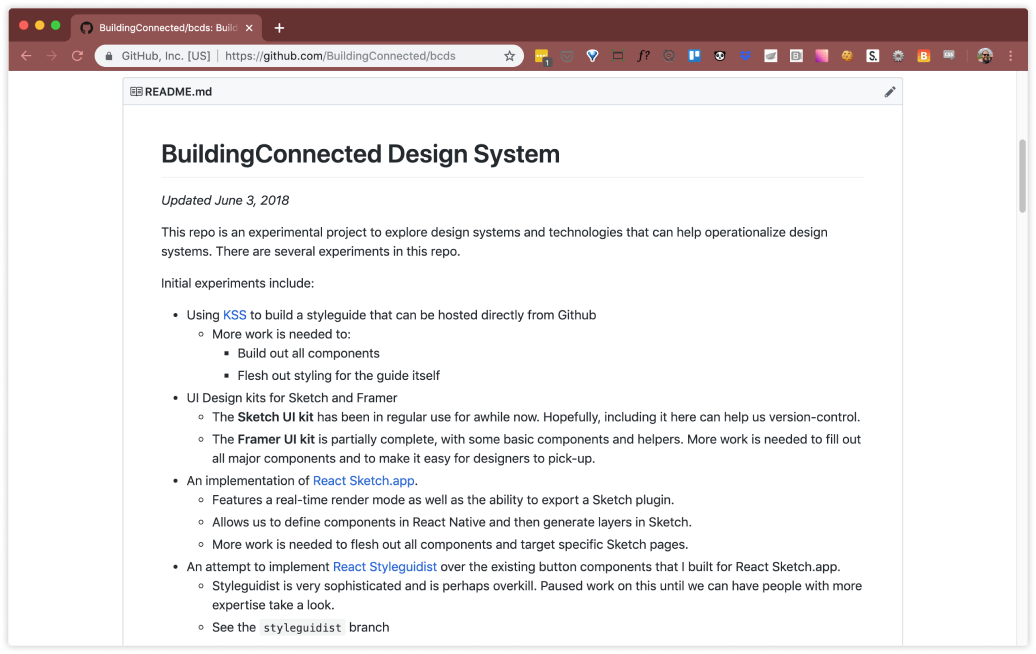 BuildingConnected/bcds: Build
GitHub, Inc. [US] | https://github.com/BuildingConnected/bcds
1
f?
S.
B
README.md
BuildingConnected Design System
Updated June 3, 2018
This repo is an experimental project to explore design systems and technologies that can help operationalize design
systems. There are several experiments in this repo.
Initial experiments include:
Using KSS to build a styleguide that can be hosted directly from Github
More work is needed to:
Build out all components
Flesh out styling for the guide itself
UI Design kits for Sketch and Framer
The Sketch UI kit has been in regular use for awhile now. Hopefully, including it here can help us version-control.
The Framer UI kit is partially complete, with some basic components and helpers. More work is needed to fill out
all major components and to make it easy for designers to pick-up.
An implementation of React Sketch.app.
Features a real-time render mode as well as the ability to export a Sketch plugin.
Allows us to define components in React Native and then generate layers in Sketch.
More work is needed to flesh out all components and target specific Sketch pages.
An attempt to implement React Styleguidist over the existing button components that I built for React Sketch.app.
Styleguidist is very sophisticated and is perhaps overkill. Paused work on this until we can have people with more
expertise take a look.
See the styleguidist branch